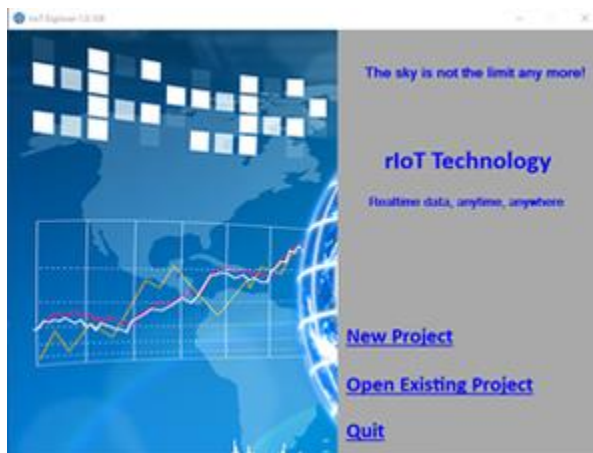 The sky is not the limit any more!
rIoT Technology
Realtime data, anytime, anywhere
New Project
Open Existing Project
Quit